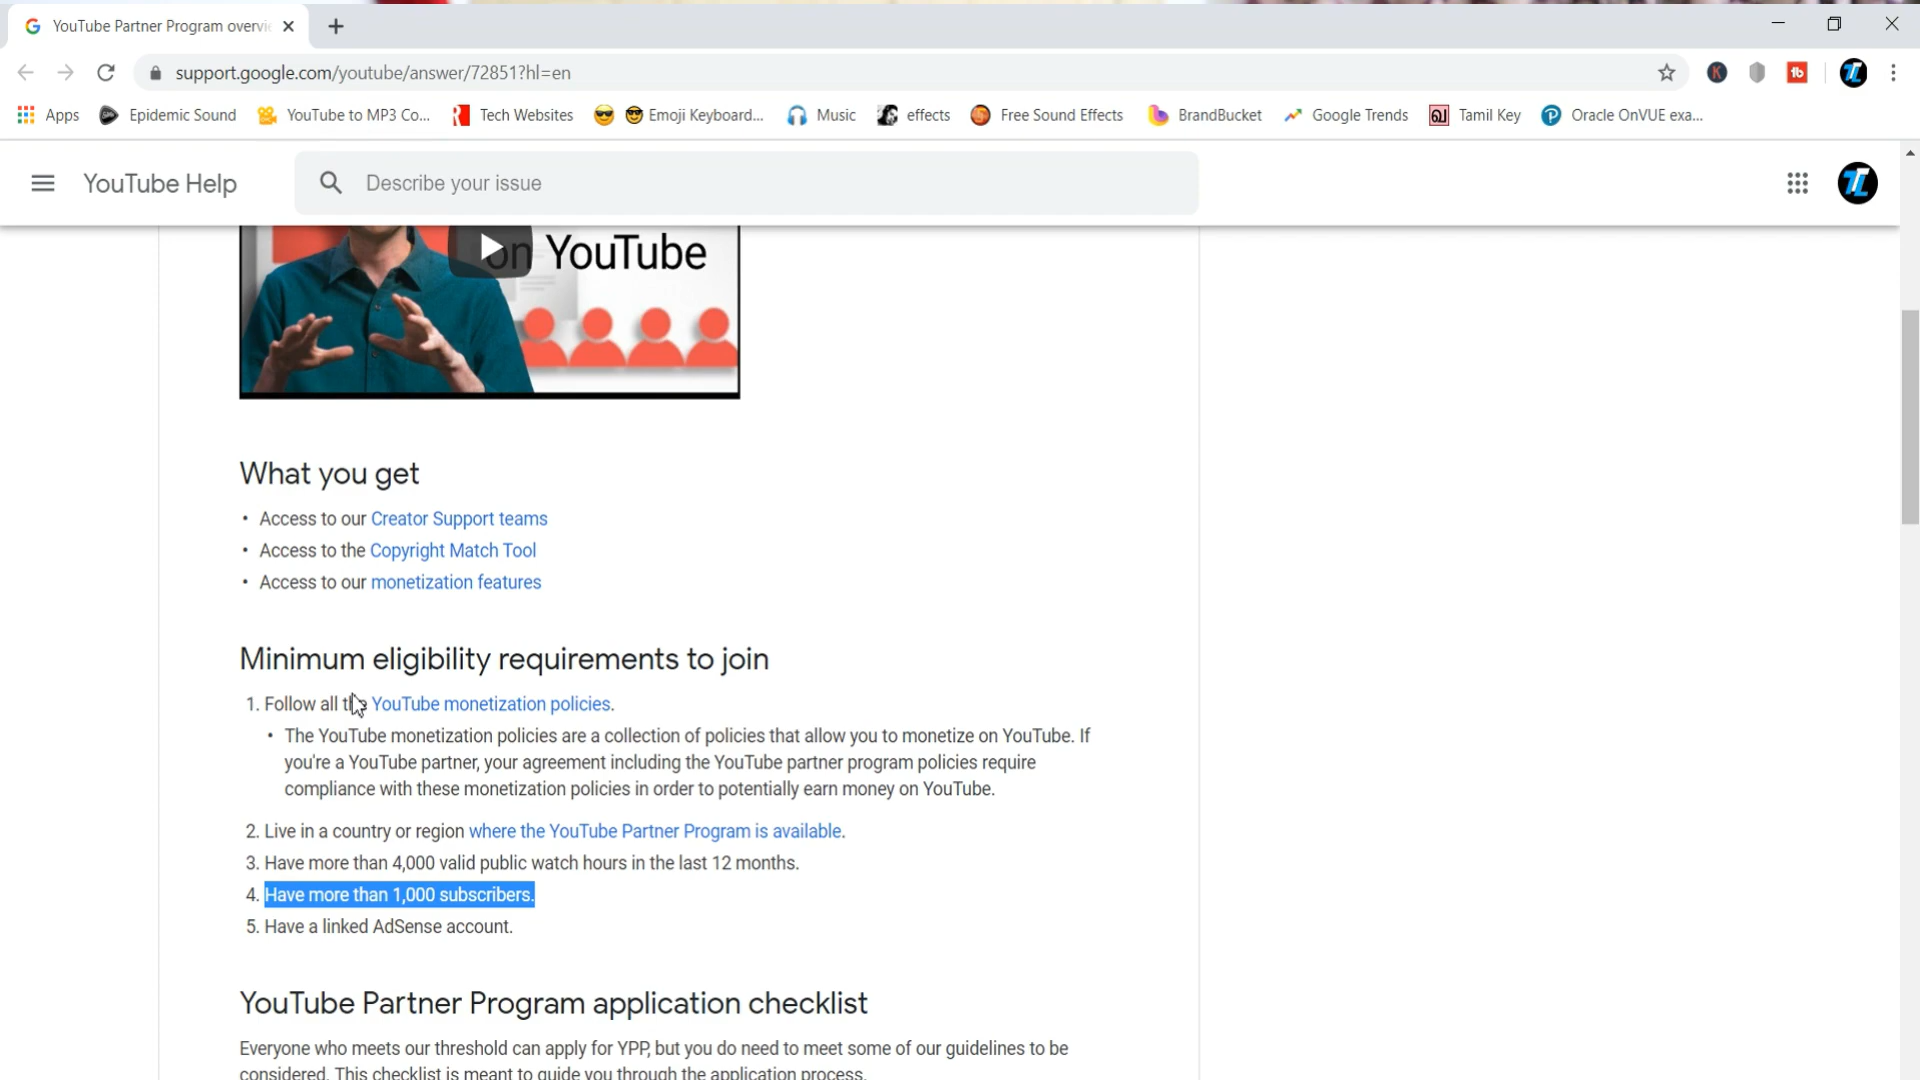 YouTube Partner Program overvi
support.google.com/youtube/answer/72851?hl=en
Apps Epidemic Sound YouTube to MP3 Co... Tech Websites Emoji Keyboard... Music effects Free Sound Effects BrandBucket Google Trends Tamil Key Oracle OnVUE exa...
YouTube Help Describe your issue
on YouTube
What you get
• Access to our Creator Support teams
• Access to the Copyright Match Tool
• Access to our monetization features
Minimum eligibility requirements to join
1. Follow all the YouTube monetization policies.
• The YouTube monetization policies are a collection of policies that allow you to monetize on YouTube. If
you're a YouTube partner, your agreement including the YouTube partner program policies require
compliance with these monetization policies in order to potentially earn money on YouTube.
2. Live in a country or region where the YouTube Partner Program is available.
3. Have more than 4,000 valid public watch hours in the last 12 months.
4. Have more than 1,000 subscribers.
5. Have a linked AdSense account.
YouTube Partner Program application checklist
Everyone who meets our threshold can apply for YPP, but you do need to meet some of our guidelines to be
considered. This checklist is meant to guide you through the application process.